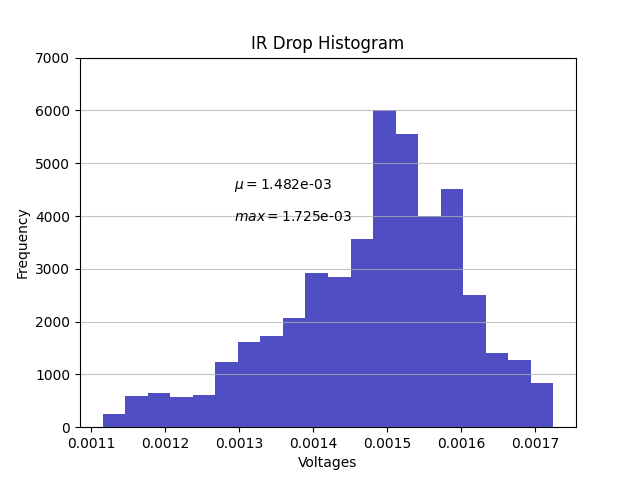 IR Drop Histogram
7000
6000
5000
4000
3000
2000
1000
0
Frequency
μ = 1.482e-03
max = 1.725e-03
0.0011 0.0012 0.0013 0.0014 0.0015 0.0016 0.0017
Voltages